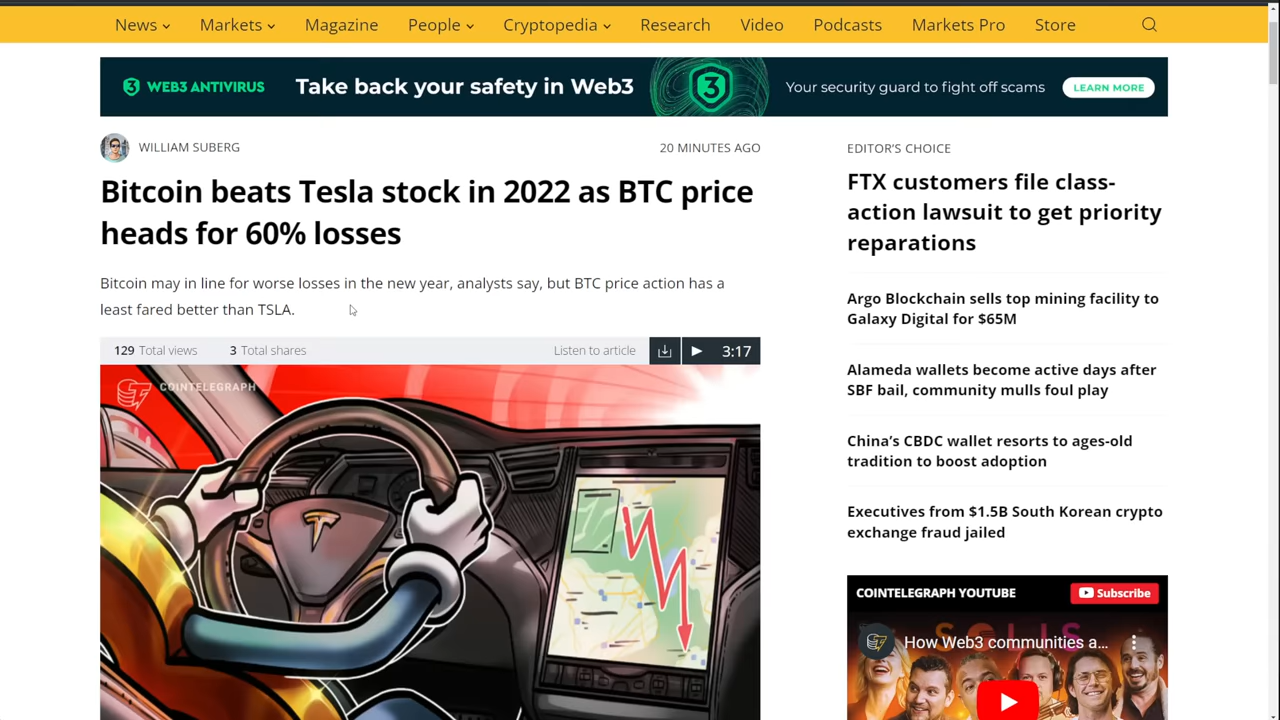 News
Markets
Magazine
People
Cryptopedia
Research
Video
Podcasts
Markets Pro
Store
WEB3 ANTIVIRUS
Take back your safety in Web3
3
Your security guard to fight off scams
LEARN MORE
WILLIAM SUBERG
20 MINUTES AGO
Bitcoin beats Tesla stock in 2022 as BTC price
heads for 60% losses
Bitcoin may in line for worse losses in the new year, analysts say, but BTC price action has a
least fared better than TSLA.
129 Total views
3 Total shares
Listen to article
3:17
COINTELEGRAPH
EDITOR'S CHOICE
FTX customers file class-
action lawsuit to get priority
reparations
Argo Blockchain sells top mining facility to
Galaxy Digital for $65M
Alameda wallets become active days after
SBF bail, community mulls foul play
China's CBDC wallet resorts to ages-old
tradition to boost adoption
Executives from $1.5B South Korean crypto
exchange fraud jailed
COINTELEGRAPH YOUTUBE
Subscribe
How Web3 communities a...